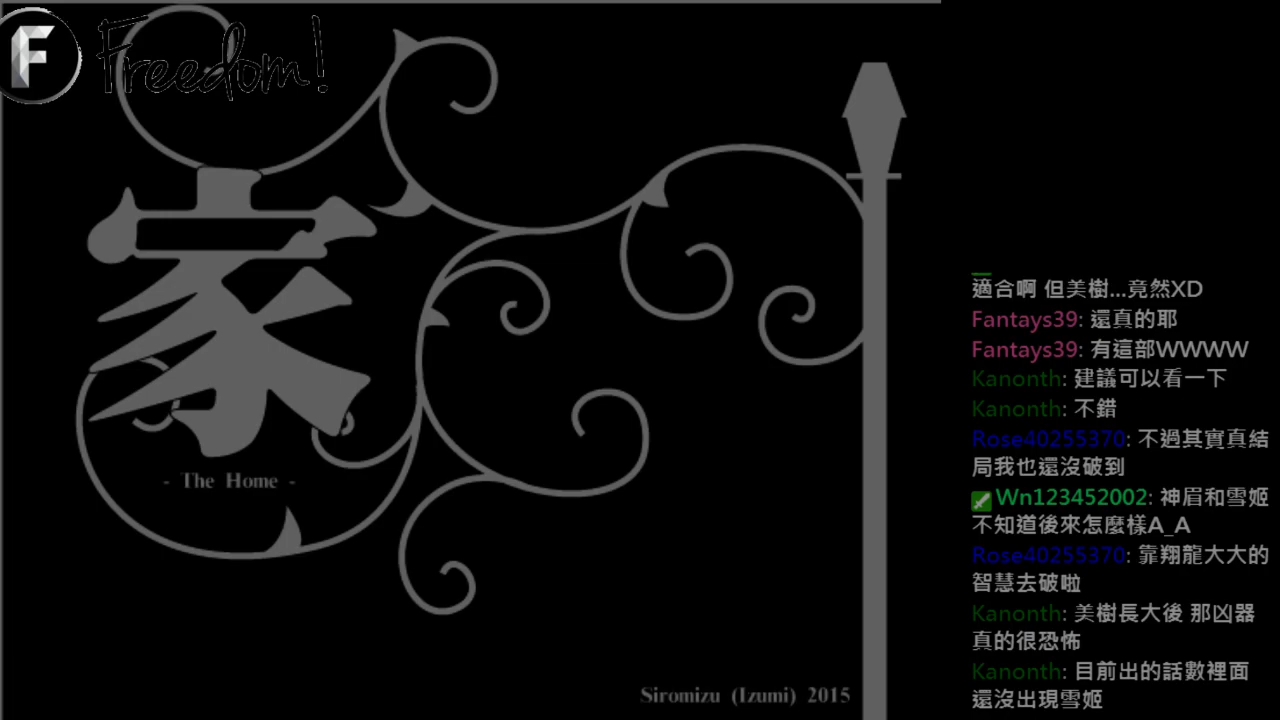 F Freedom!
家
- The Home -
Siromizu (Izumi) 2015
適合啊 但美樹...竟然XD
Fantays39: 還真的耶
Fantays39: 有這部WWWW
Kanonth: 建議可以看一下
Kanonth: 不錯
Rose40255370: 不過其實真結
局我也還沒破到
Wn123452002: 神眉和雪姬
不知道後來怎麼樣A_A
Rose40255370: 靠翔龍大大的
智慧去破啦
Kanonth: 美樹長大後 那凶器
真的很恐怖
Kanonth: 目前出的話數裡面
還沒出現雪姬